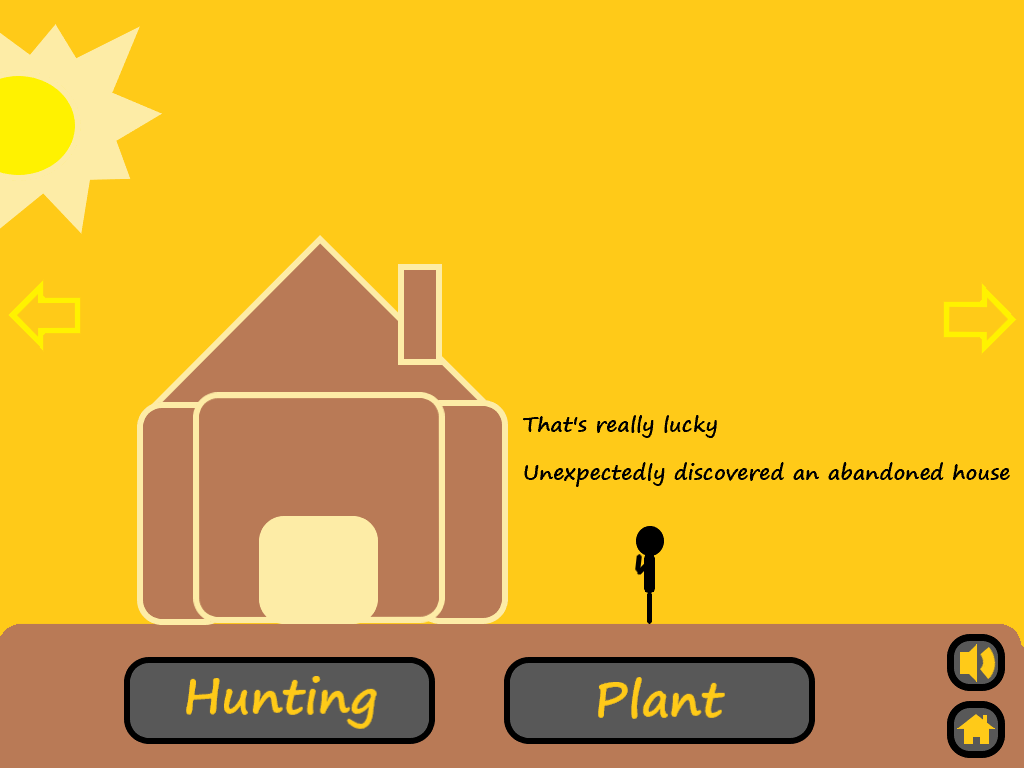 That's really lucky
Unexpectedly discovered an abandoned house
Hunting
Plant